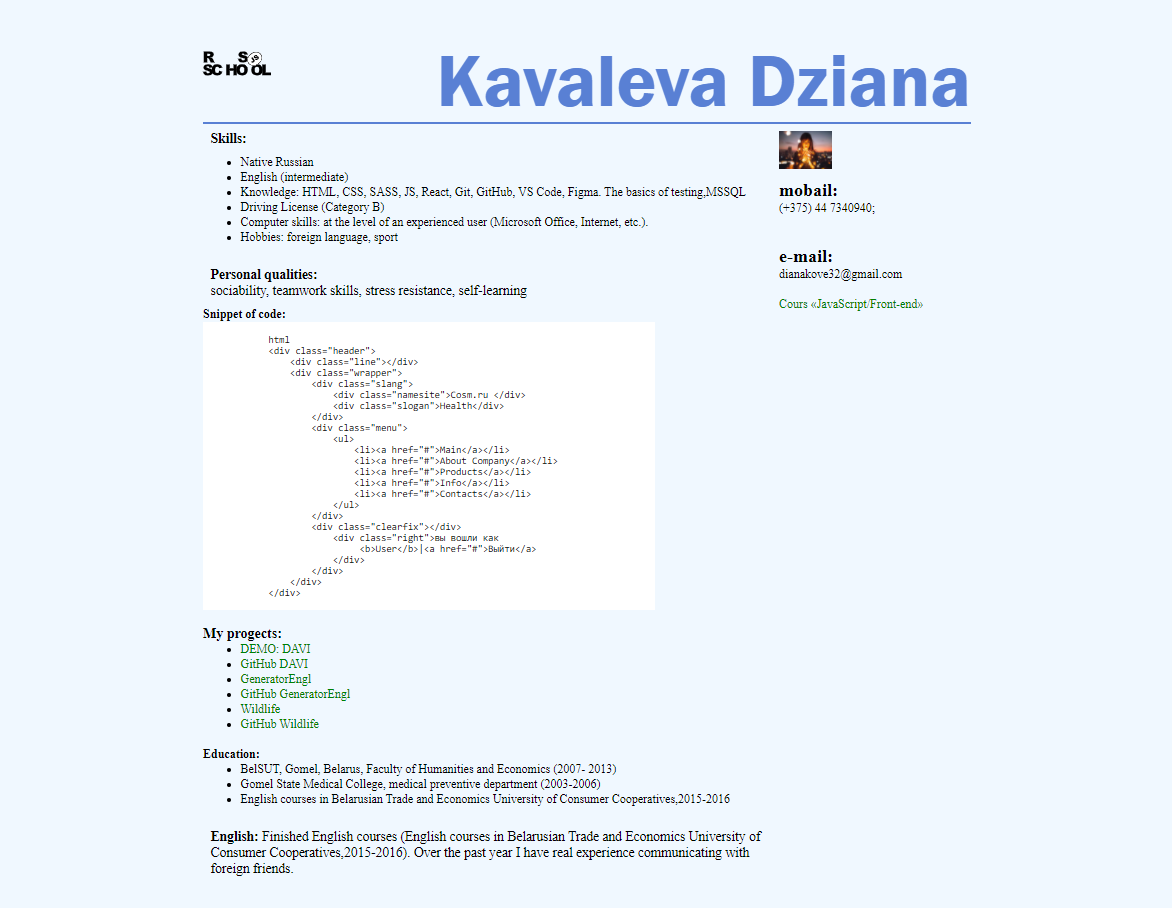 R SO
SCHOOL
Kavaleva Dziana
Skills:
Native Russian
English (intermediate)
Knowledge: HTML, CSS, SASS, JS, React, Git, GitHub, VS Code, Figma. The basics of testing,MSSQL
Driving License (Category B)
Computer skills: at the level of an experienced user (Microsoft Office, Internet, etc.).
Hobbies: foreign language, sport
Personal qualities:
sociability, teamwork skills, stress resistance, self-learning
Snippet of code:
html
<div class="header">
<div class="line"></div>
<div class="wrapper">
<div class="slang">
<div class="namesite">Cosm.ru </div>
<div class="slogan">Health</div>
</div>
<div class="menu">
<ul>
<li><a href="#">Main</a></li>
<li><a href="#">About Company</a></li>
<li><a href="#">Products</a></li>
<li><a href="#">Info</a></li>
<li><a href="#">Contacts</a></li>
</ul>
</div>
<div class="clearfix"></div>
<div class="right">вы вошли как
<b>User</b>|<a href="#">Выйти</a>
</div>
</div>
</div>
</div>
My progects:
DEMO: DAVI
GitHub DAVI
GeneratorEngl
GitHub GeneratorEngl
Wildlife
GitHub Wildlife
Education:
BelSUT, Gomel, Belarus, Faculty of Humanities and Economics (2007- 2013)
Gomel State Medical College, medical preventive department (2003-2006)
English courses in Belarusian Trade and Economics University of Consumer Cooperatives,2015-2016
English: Finished English courses (English courses in Belarusian Trade and Economics University of
Consumer Cooperatives,2015-2016). Over the past year I have real experience communicating with
foreign friends.
mobail:
(+375) 44 7340940;
e-mail:
dianakove32@gmail.com
Cours «JavaScript/Front-end»